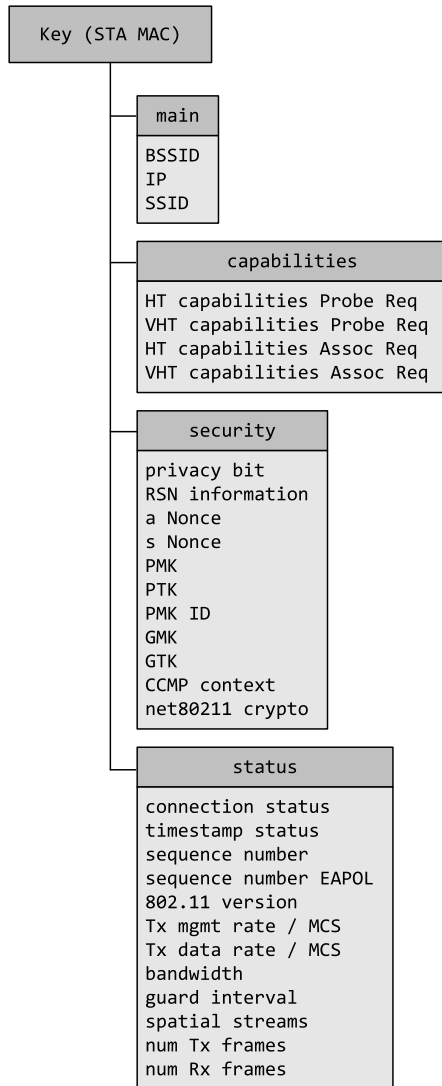 Key (STA MAC)
main
BSSID
IP
SSID
capabilities
HT capabilities Probe Req
VHT capabilities Probe Req
HT capabilities Assoc Req
VHT capabilities Assoc Req
security
privacy bit
RSN information
a Nonce
s Nonce
PMK
PTK
PMK ID
GMK
GTK
CCMP context
net80211 crypto
status
connection status
timestamp status
sequence number
sequence number EAPOL
802.11 version
Tx mgmt rate / MCS
Tx data rate / MCS
bandwidth
guard interval
spatial streams
num Tx frames
num Rx frames